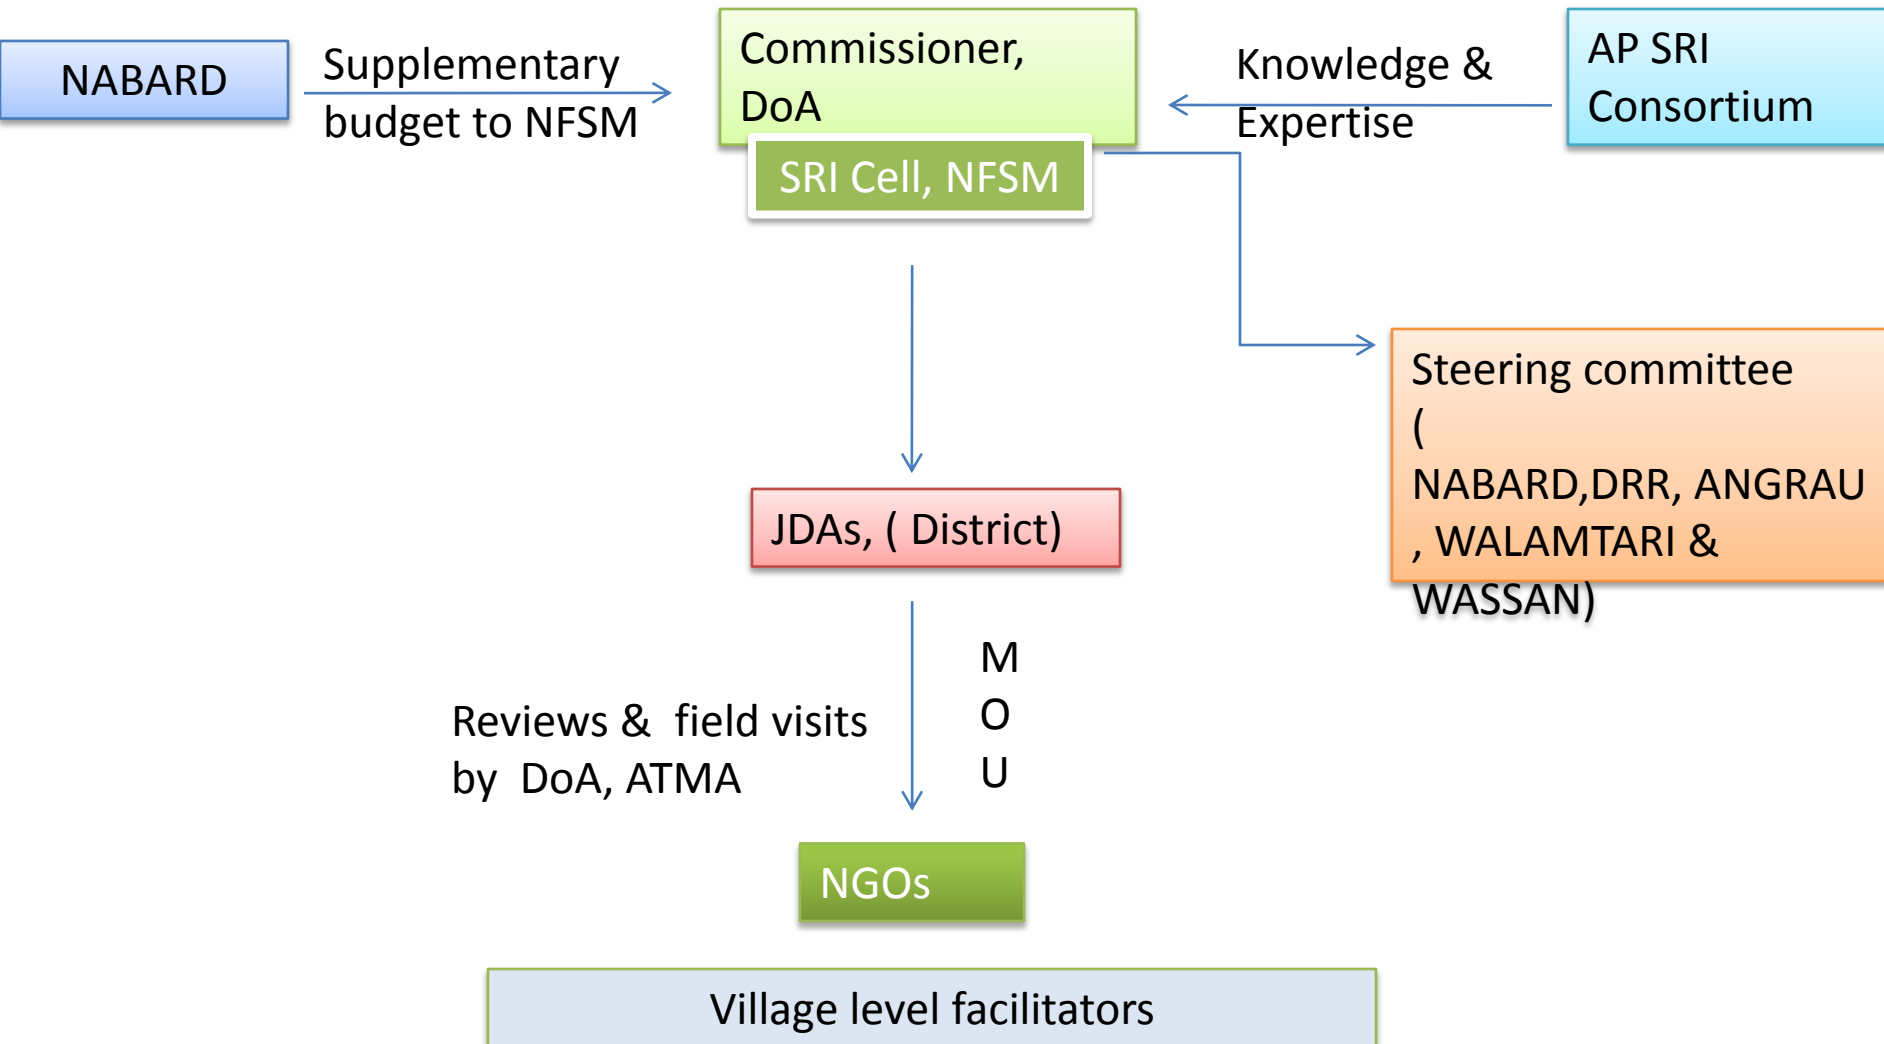 NABARD
Supplementary
budget to NFSM
Commissioner,
DoA
SRI Cell, NFSM
Knowledge &
Expertise
AP SRI
Consortium
Steering committee
(
NABARD,DRR, ANGRAU
, WALAMTARI &
WASSAN)
JDAs, ( District)
Reviews &  field visits
by  DoA, ATMA
M
O
U
NGOs
Village level facilitators